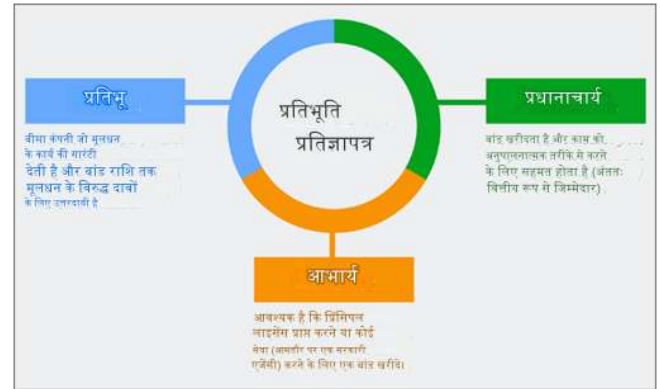 प्रतिभूति
प्रतिज्ञापत्र
प्रतिभू
बीमा कंपनी जो मूलधन
के कार्य की गारंटी
देती है और बांड राशि तक
मूलधन के विरुद्ध दावों
के लिए उत्तरदायी है
प्रधानाचार्य
बांड खरीदता है और काम को
अनुपालनात्मक तरीके से करने
के लिए सहमत होता है (अंततः
वित्तीय रूप से जिम्मेदार)
आभार्य
आवश्यक है कि प्रिंसिपल
लाइसेंस प्राप्त करने या कोई
सेवा (आमतौर पर एक सरकारी
एजेंसी) करने के लिए एक बांड खरीदे।